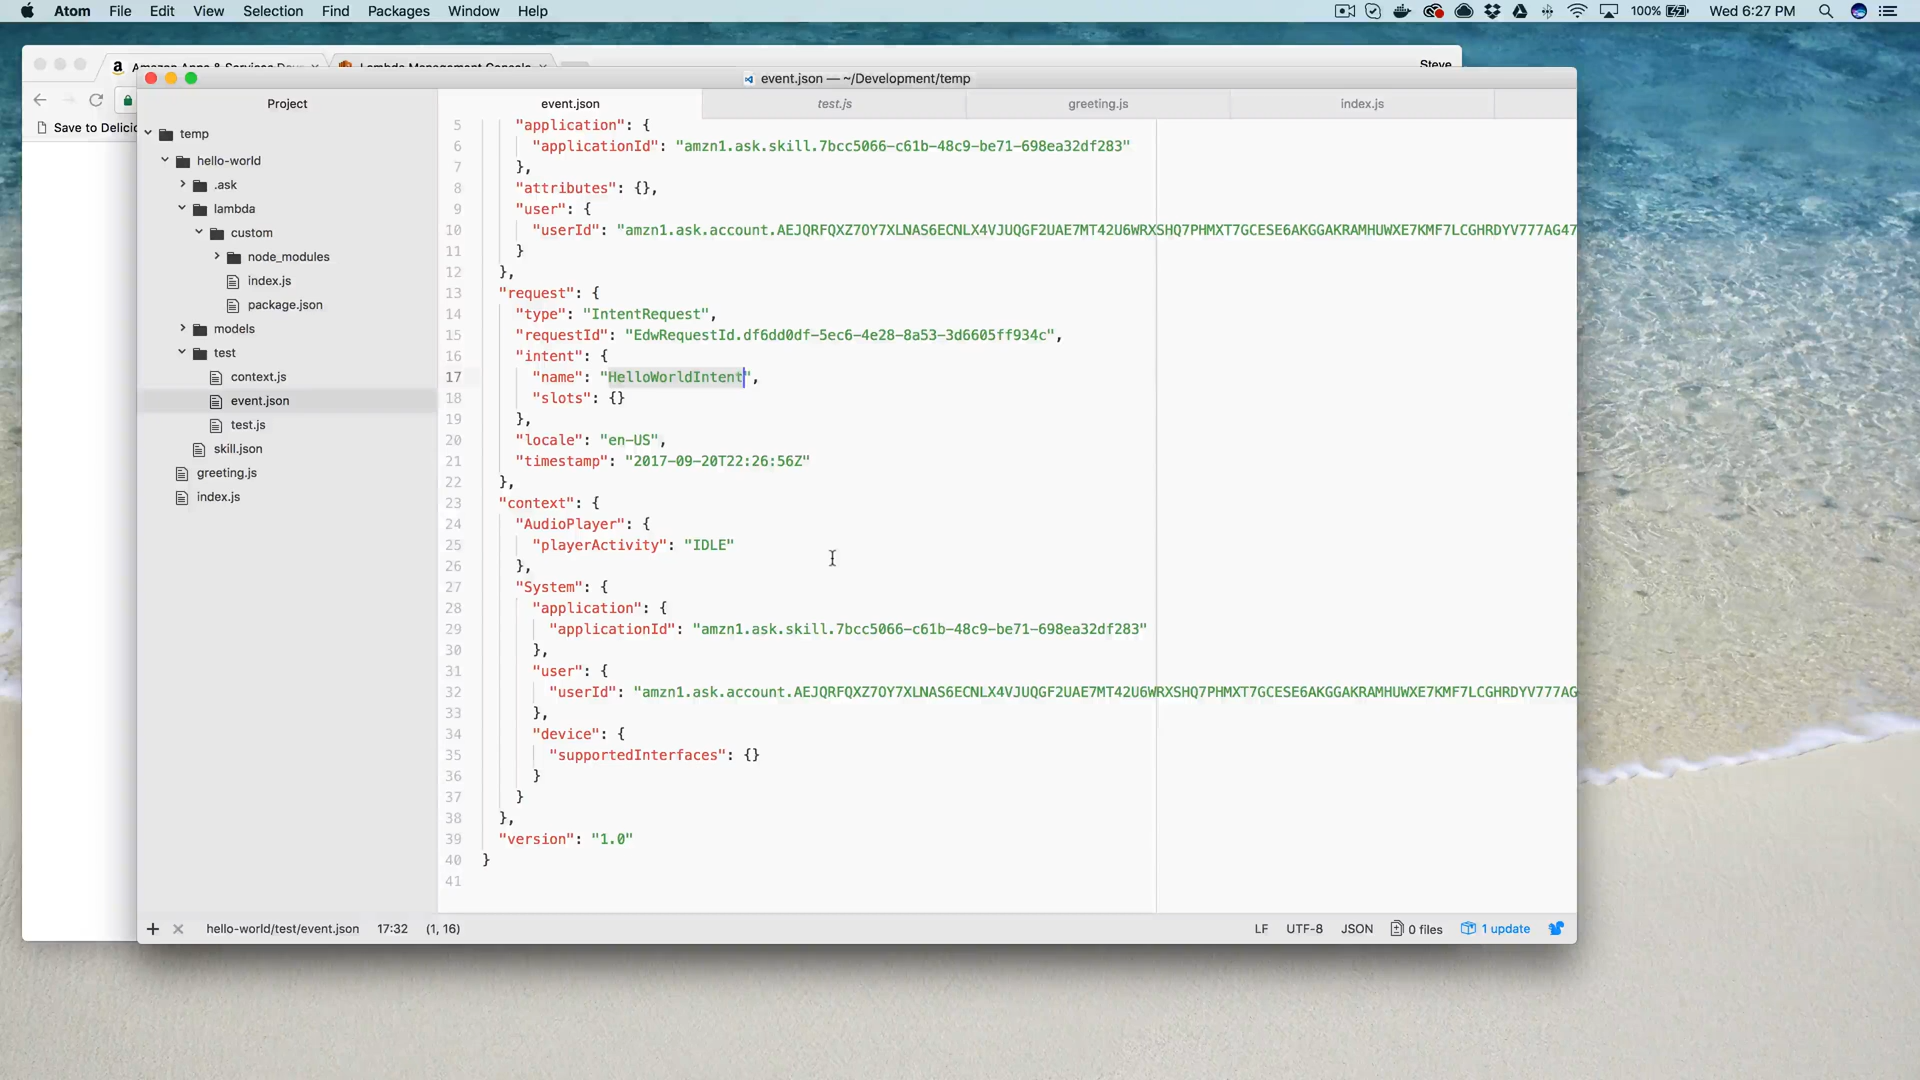 Atom File Edit View Selection Find Packages Window Help
100% Wed 6:27 PM
Steve
Save to Delicio
event.json — ~/Development/temp
Project
event.json test.js greeting.js index.js
temp
hello-world
.ask
lambda
custom
node_modules
index.js
package.json
models
test
context.js
event.json
test.js
skill.json
greeting.js
index.js
5 "application": {
6 "applicationId": "amzn1.ask.skill.7bcc5066-c61b-48c9-be71-698ea32df283"
7 },
8 "attributes": {},
9 "user": {
10 "userId": "amzn1.ask.account.AEJQRFQXZ7OY7XLNAS6ECNLX4VJUQGF2UAE7MT42U6WRXSHQ7PHMXT7GCESE6AKGGAKRAMHUWXE7KMF7LCGHRDYV777AG47
11 }
12 },
13 "request": {
14 "type": "IntentRequest",
15 "requestId": "EdwRequestId.df6dd0df-5ec6-4e28-8a53-3d6605ff934c",
16 "intent": {
17 "name": "HelloWorldIntent",
18 "slots": {}
19 },
20 "locale": "en-US",
21 "timestamp": "2017-09-20T22:26:56Z"
22 },
23 "context": {
24 "AudioPlayer": {
25 "playerActivity": "IDLE"
26 },
27 "System": {
28 "application": {
29 "applicationId": "amzn1.ask.skill.7bcc5066-c61b-48c9-be71-698ea32df283"
30 },
31 "user": {
32 "userId": "amzn1.ask.account.AEJQRFQXZ7OY7XLNAS6ECNLX4VJUQGF2UAE7MT42U6WRXSHQ7PHMXT7GCESE6AKGGAKRAMHUWXE7KMF7LCGHRDYV777AG
33 },
34 "device": {
35 "supportedInterfaces": {}
36 }
37 }
38 },
39 "version": "1.0"
40 }
41
hello-world/test/event.json 17:32 (1, 16)
LF UTF-8 JSON 0 files 1 update